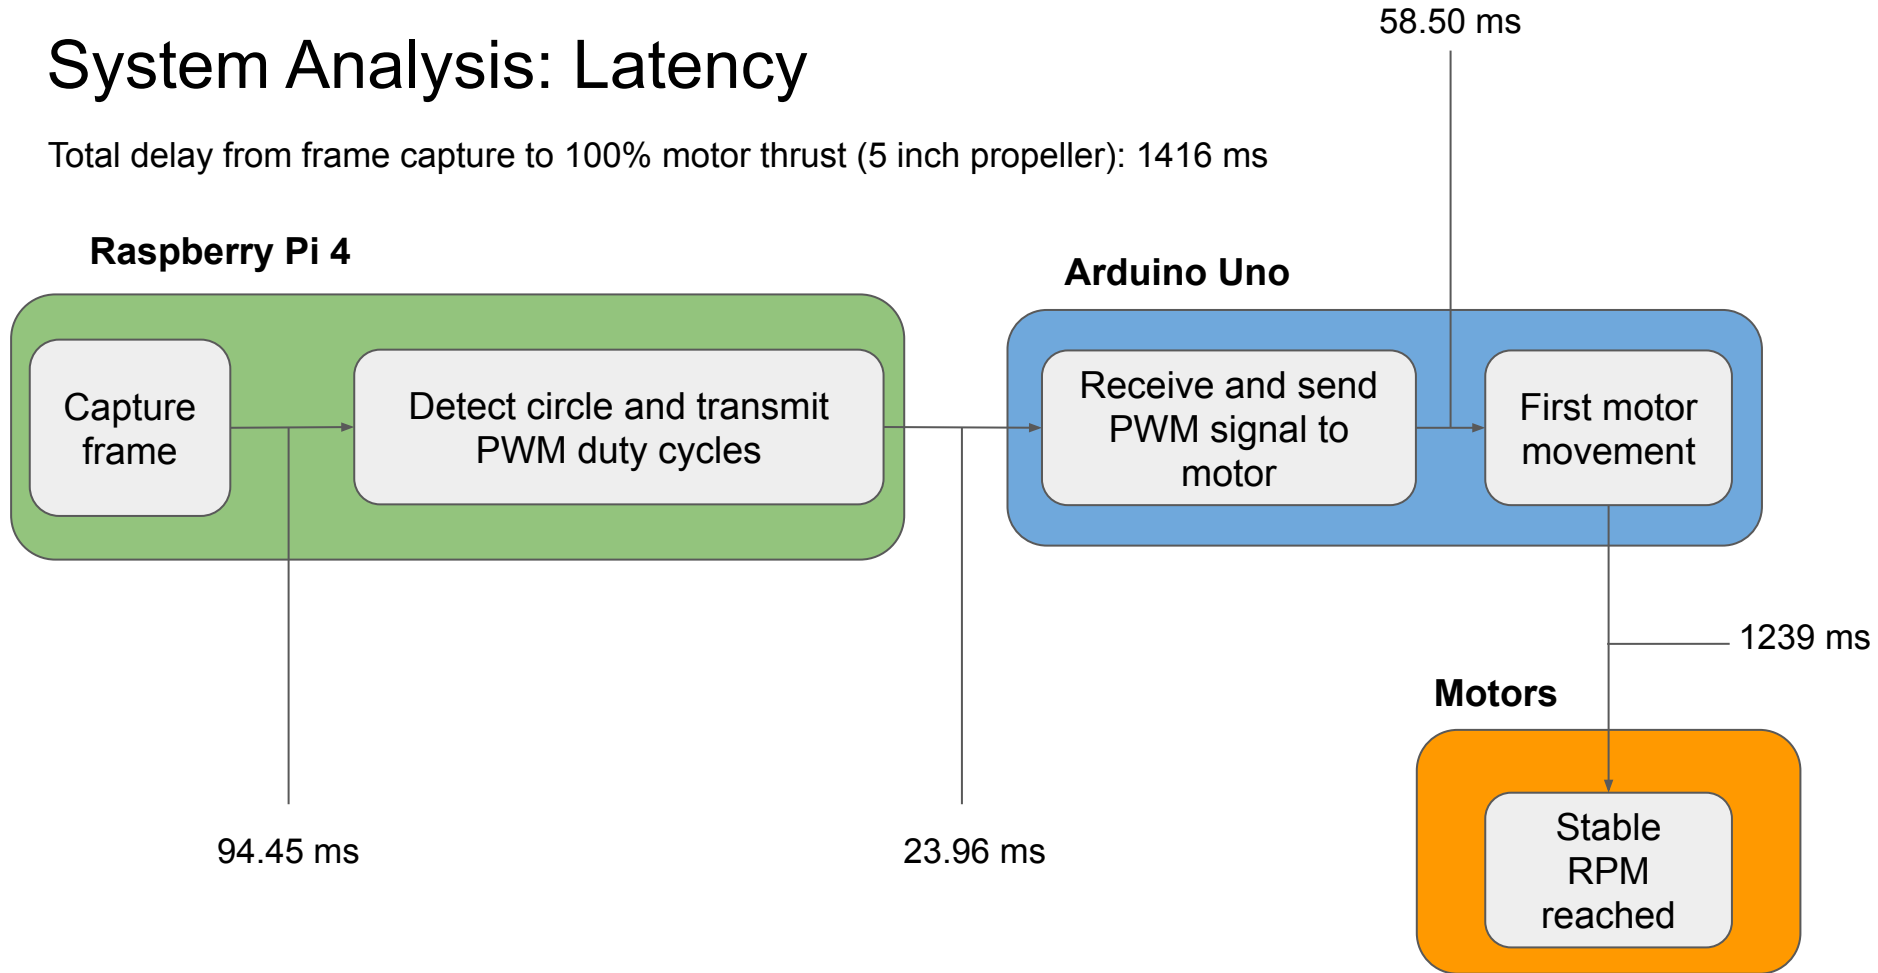 58.50 ms
System Analysis: Latency
Total delay from frame capture to 100% motor thrust (5 inch propeller): 1416 ms
Raspberry Pi 4
Arduino Uno
Capture
frame
Detect circle and transmit
PWM duty cycles
Receive and send
PWM signal to
motor
First motor
movement
1239 ms
Motors
94.45 ms
23.96 ms
Stable
RPM
reached